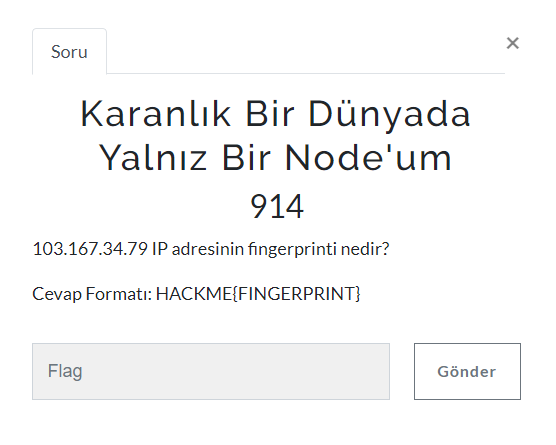 Soru
×
Karanlık Bir Dünyada
Yalnız Bir Node'um
914
103.167.34.79 IP adresinin fingerprinti nedir?
Cevap Formatı: HACKME{FINGERPRINT}
Flag
Gönder